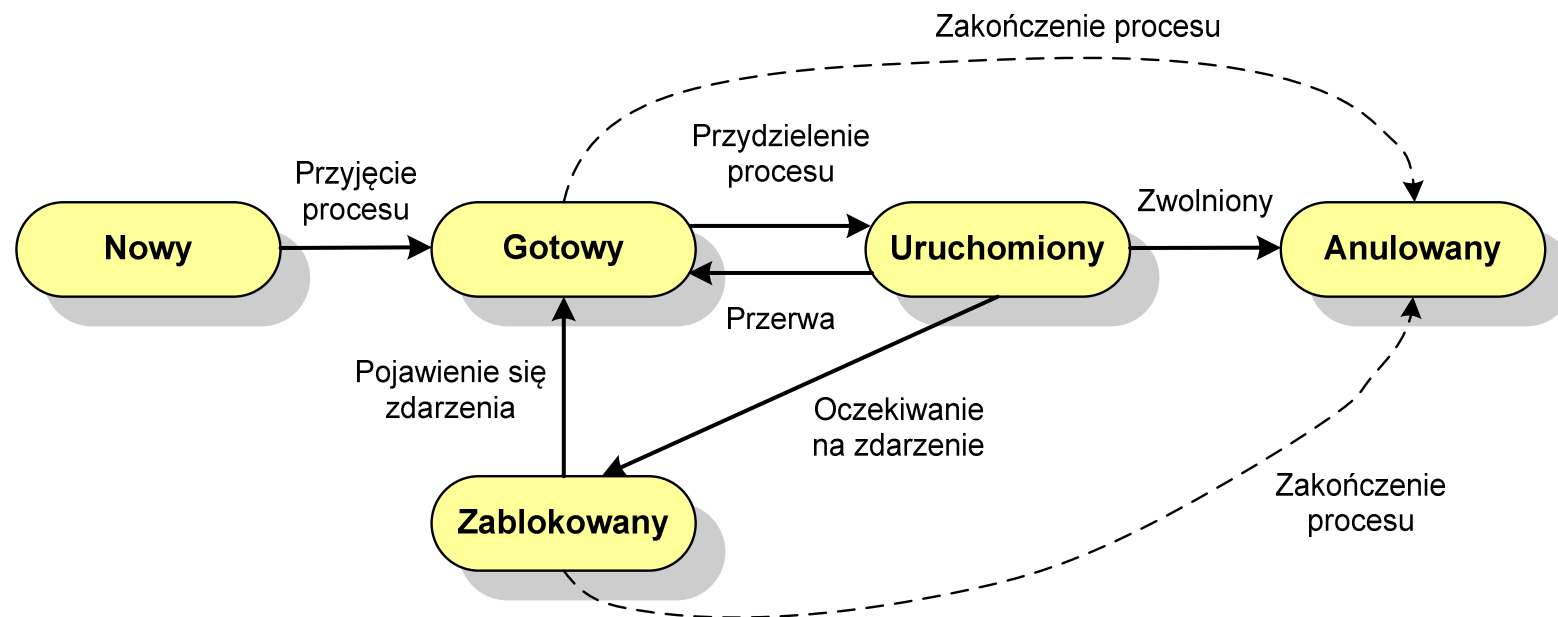 Zakończenie procesu
Przydzielenie
procesu
Przyjęcie
procesu
Zwolniony
Nowy
Gotowy
Uruchomiony
Anulowany
Przerwa
Pojawienie się
zdarzenia
Oczekiwanie
na zdarzenie
Zakończenie
procesu
Zablokowany